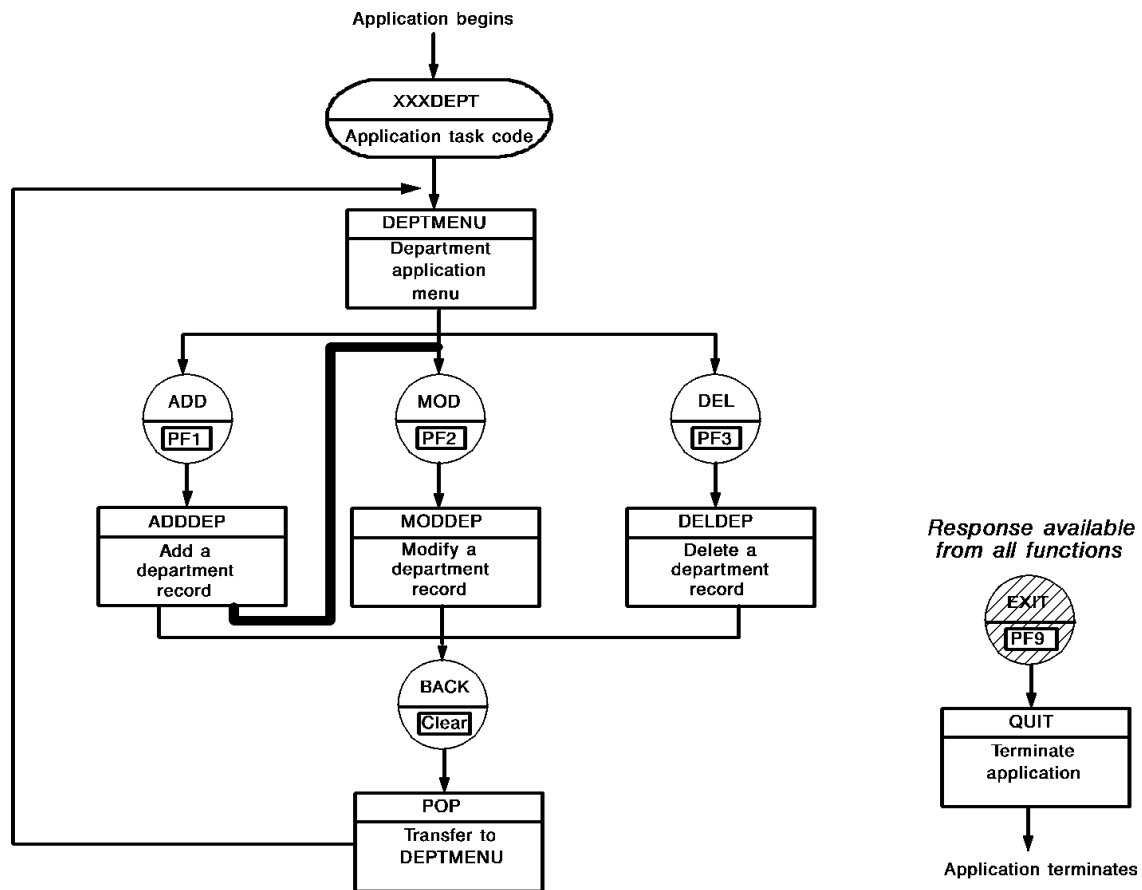 Application begins
XXXDEPT
Application task code
DEPTMENU
Department
application
menu
ADD
PF1
MOD
PF2
DEL
PF3
ADDDEP
Add a
department
record
MODDEP
Modify a
department
record
DELDEP
Delete a
department
record
Response available
from all functions
EXIT
PF9
BACK
Clear
QUIT
Terminate
application
POP
Transfer to
DEPTMENU
Application terminates